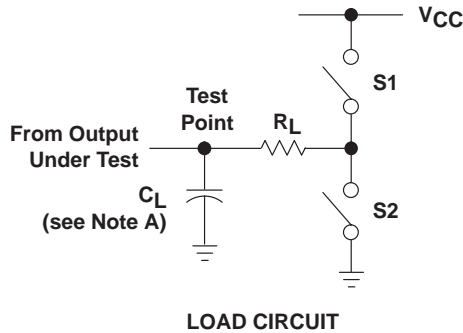 VCC
S1
Test
Point
RL
From Output
Under Test
CL
(see Note A)
S2
LOAD CIRCUIT